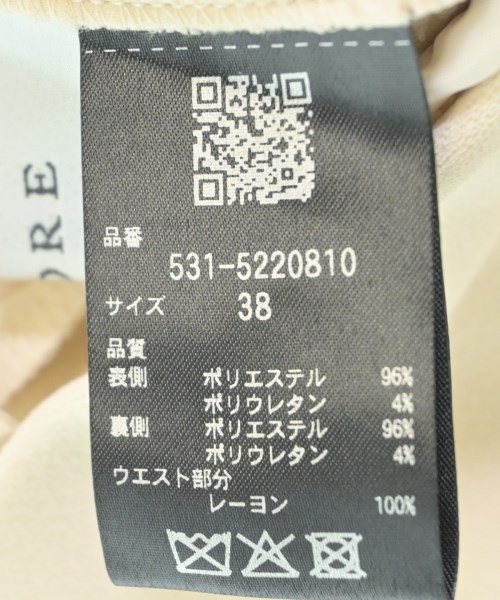 ORE
品番
531-5220810
サイズ 38
品質
表側 ポリエステル 96%
ポリウレタン 4%
裏側 ポリエステル 96%
ポリウレタン 4%
ウエスト部分
レーヨン 100%